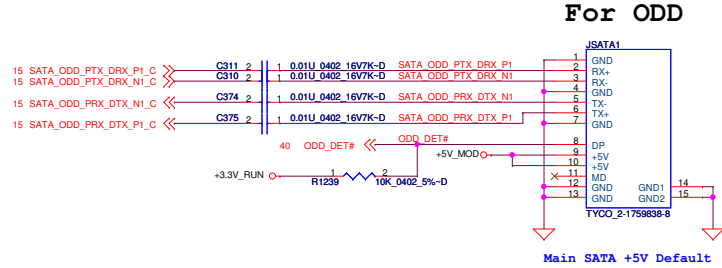 For ODD
JSATA1
15 SATA_ODD_PTX_DRX_P1_C C311 2 1 0.01U_0402_16V7K~D SATA_ODD_PTX_DRX_P1
15 SATA_ODD_PTX_DRX_N1_C C310 2 1 0.01U_0402_16V7K~D SATA_ODD_PTX_DRX_N1
15 SATA_ODD_PRX_DTX_N1_C C374 2 1 0.01U_0402_16V7K~D SATA_ODD_PRX_DTX_N1
15 SATA_ODD_PRX_DTX_P1_C C375 2 1 0.01U_0402_16V7K~D SATA_ODD_PRX_DTX_P1
1 GND
2 RX+
3 RX-
4 GND
5 TX-
6 TX+
7 GND
40 ODD_DET# ODD_DET# 8 DP
+5V_MOD 9 +5V
10 +5V
11 MD
+3.3V_RUN 1 2
R1239 10K_0402_5%~D
12 GND GND1 14
13 GND GND2 15
TYCO_2-1759838-8
Main SATA +5V Default